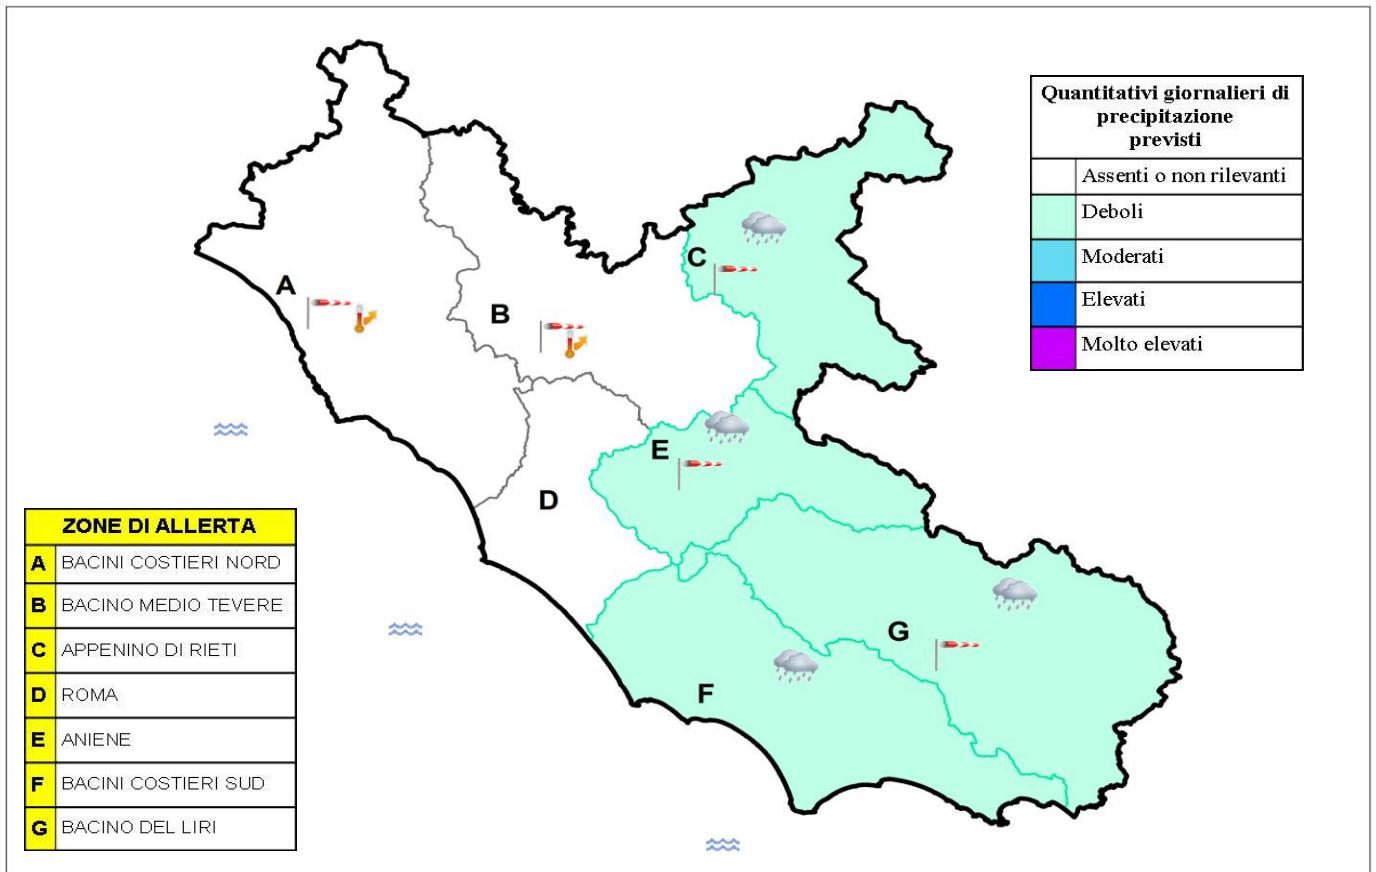 Quantitativi giornalieri di
precipitazione
previsti
Assenti o non rilevanti
Deboli
Moderati
Elevati
Molto elevati
C
A
B
E
D
G
F
ZONE DI ALLERTA
A BACINI COSTIERI NORD
B BACINO MEDIO TEVERE
C APPENINO DI RIETI
D ROMA
E ANIENE
F BACINI COSTIERI SUD
G BACINO DEL LIRI